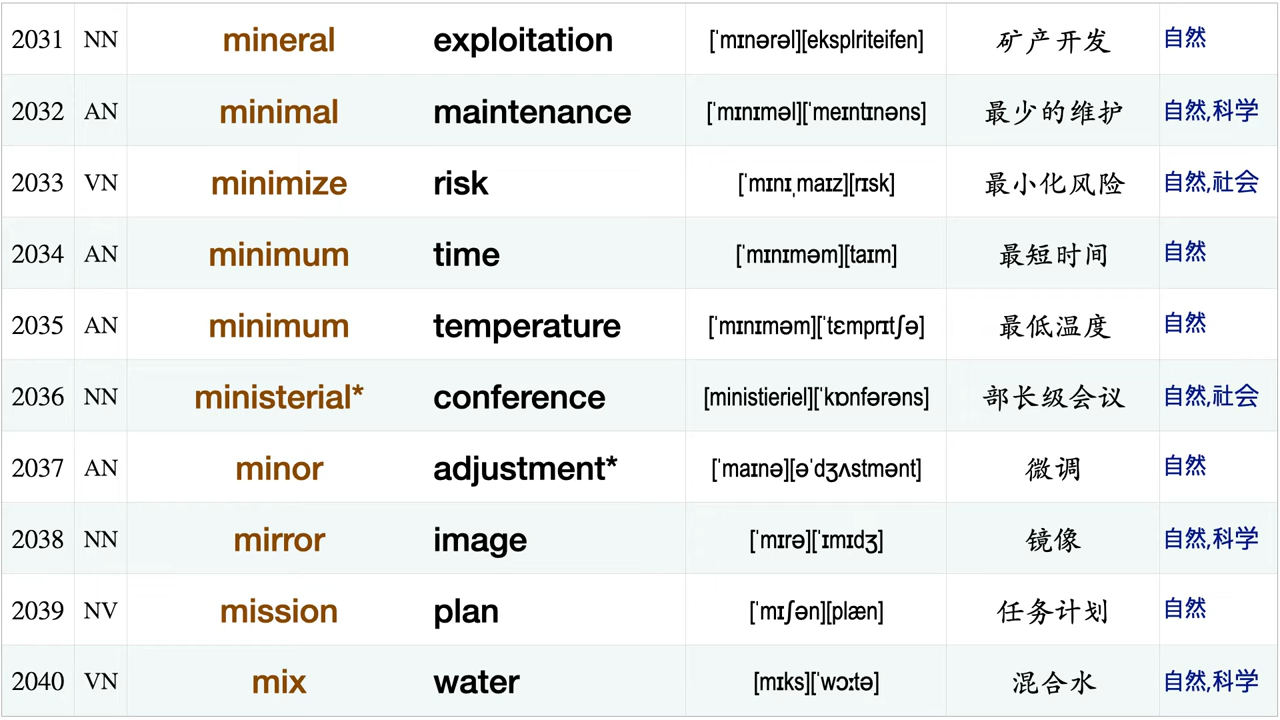 2031 NN mineral exploitation [ˈmɪnərəl][eksplriteifen] 矿产开发 自然
2032 AN minimal maintenance [ˈmɪnɪməl][ˈmeɪntɪnəns] 最少的维护 自然,科学
2033 VN minimize risk [ˈmɪnɪˌmaɪz][rɪsk] 最小化风险 自然,社会
2034 AN minimum time [ˈmɪnɪməm][taɪm] 最短时间 自然
2035 AN minimum temperature [ˈmɪnɪməm][ˈtɛmprɪtʃə] 最低温度 自然
2036 NN ministerial* conference [ministieriel][ˈkɒnfərəns] 部长级会议 自然,社会
2037 AN minor adjustment* [ˈmaɪnə][əˈdʒʌstmənt] 微调 自然
2038 NN mirror image [ˈmɪrə][ˈɪmɪdʒ] 镜像 自然,科学
2039 NV mission plan [ˈmɪʃən][plæn] 任务计划 自然
2040 VN mix water [mɪks][ˈwɔːtə] 混合水 自然,科学